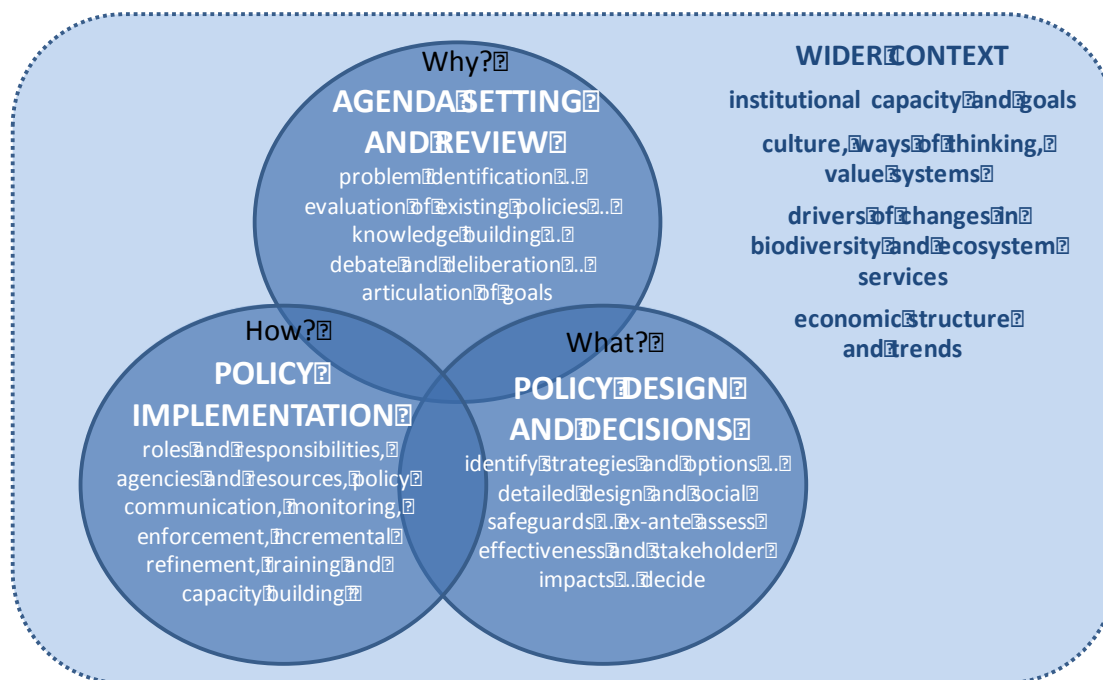 Why?
AGENDA SETTING
AND REVIEW
problem identification...
evaluation of existing policies...
knowledge building...
debate and deliberation...
articulation of goals
How?
POLICY
IMPLEMENTATION
roles and responsibilities,
agencies and resources, policy
communication, monitoring,
enforcement, incremental
refinement, training and
capacity building
What?
POLICY DESIGN
AND DECISIONS
identify strategies and options...
detailed design and social
safeguards... ex-ante assess
effectiveness and stakeholder
impacts... decide
WIDER CONTEXT
institutional capacity and goals
culture, ways of thinking,
value systems
drivers of changes in
biodiversity and ecosystem
services
economic structure
and trends